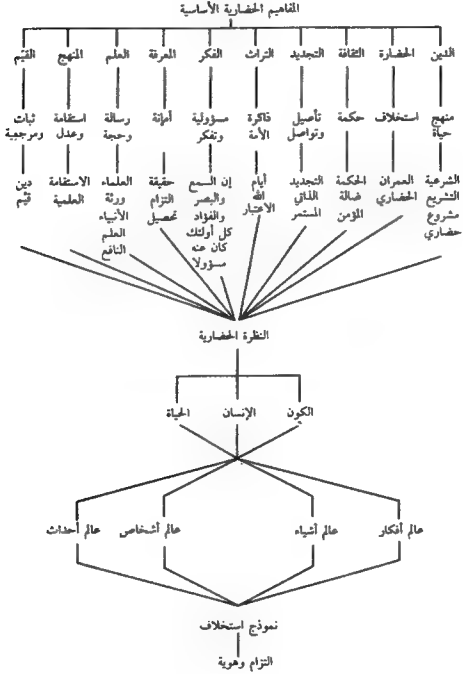 المفاهيم الحضارية الأساسية
الدين
الحضارة
الثقافة
التجديد
التراث
الفكر
المعرفة
العلم
المنهج
القيم
منهج
حياة
استخلاف
حكمة
تأصيل
وتواصل
ذاكرة
الأمة
مسؤولية
وتفكر
أمانة
رسالة
وحجة
استقامة
وعدل
ثبات
ومرجعية
الشرعية
التشريع
مشروع
حضاري
العمران
الحضاري
الحكمة
ضالة
المؤمن
التجديد
الذاتي
المستمر
أيام
الله
الاعتبار
إن السمع
والبصر
والفؤاد
كل أولئك
كان عنه
مسؤولا
حقيقة
التزام
تحصيل
العلماء
ورثة
الأنبياء
العلم
النافع
الاستقامة
العلمية
دين
قيم
النظرة الحضارية
الكون
الإنسان
الحياة
عالم أفكار
عالم أشياء
عالم أشخاص
عالم أحداث
نموذج استخلاف
التزام وهوية